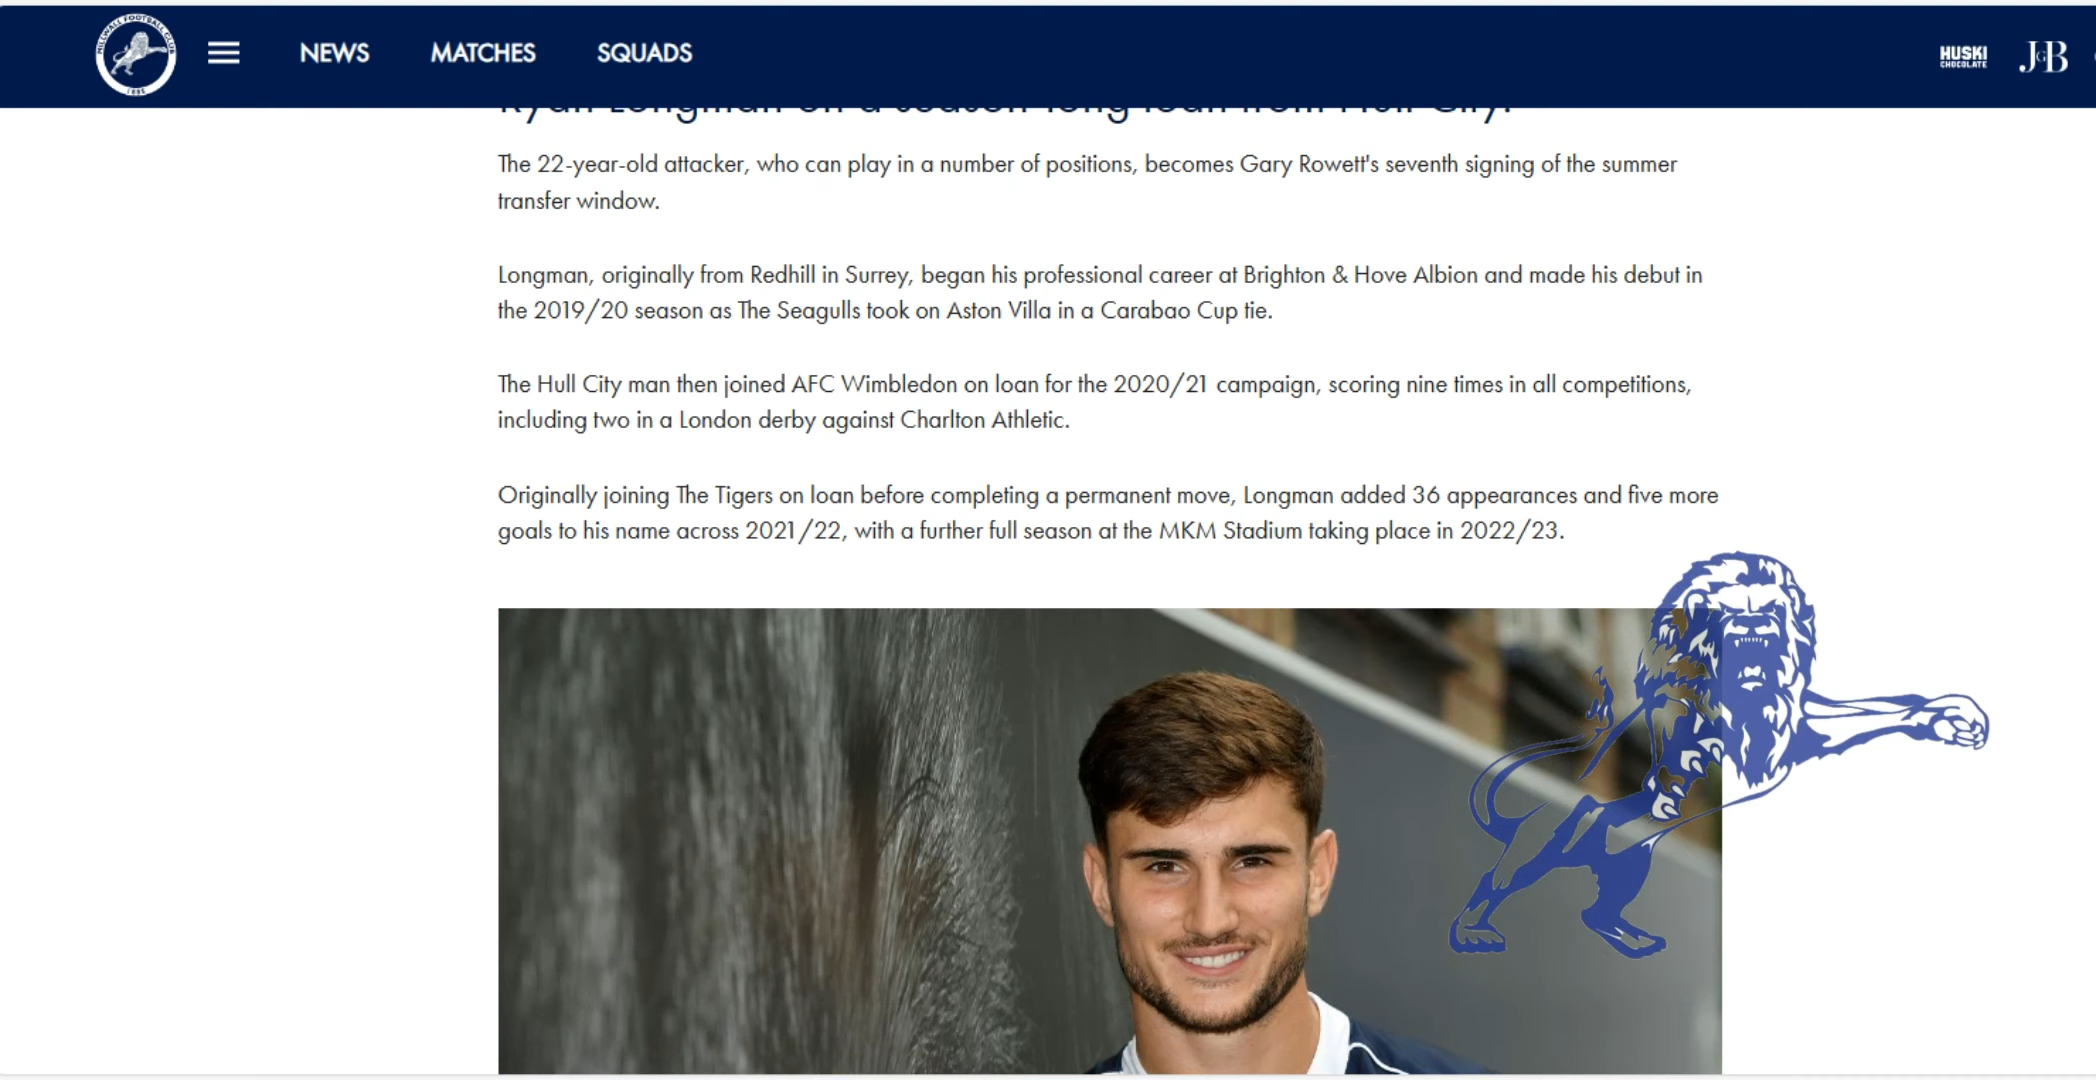 MILLWALL FOOTBALL CLUB
1885
NEWS
MATCHES
SQUADS
HUSKI
CHOCOLATE
JGB
Ryan Longman on a season-long loan from Hull City.
The 22-year-old attacker, who can play in a number of positions, becomes Gary Rowett's seventh signing of the summer
transfer window.
Longman, originally from Redhill in Surrey, began his professional career at Brighton & Hove Albion and made his debut in
the 2019/20 season as The Seagulls took on Aston Villa in a Carabao Cup tie.
The Hull City man then joined AFC Wimbledon on loan for the 2020/21 campaign, scoring nine times in all competitions,
including two in a London derby against Charlton Athletic.
Originally joining The Tigers on loan before completing a permanent move, Longman added 36 appearances and five more
goals to his name across 2021/22, with a further full season at the MKM Stadium taking place in 2022/23.